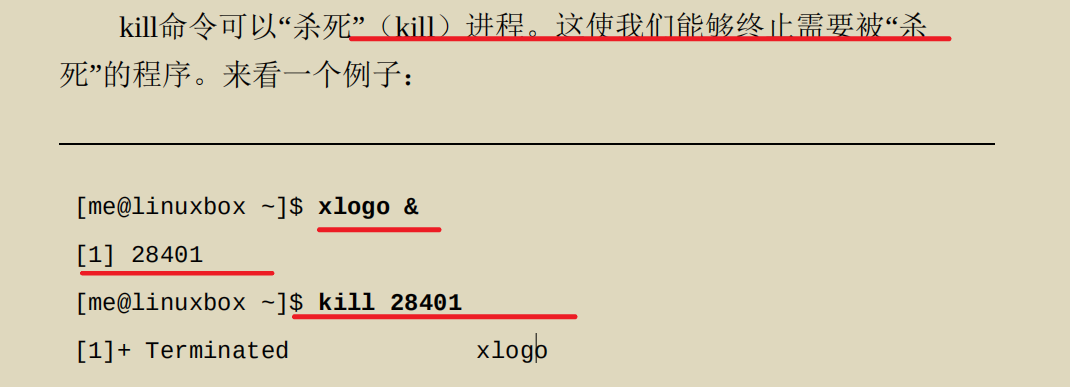 kill命令可以“杀死”（kill）进程。这使我们能够终止需要被“杀
死”的程序。来看一个例子：
[me@linuxbox ~]$ xlogo &
[1] 28401
[me@linuxbox ~]$ kill 28401
[1]+ Terminated xlogo